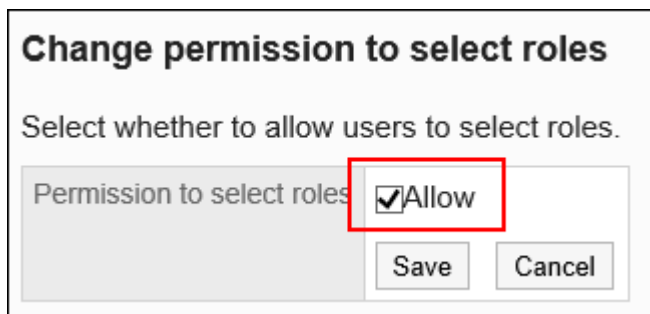 Change permission to select roles
Select whether to allow users to select roles.
Permission to select roles
Allow
Save Cancel